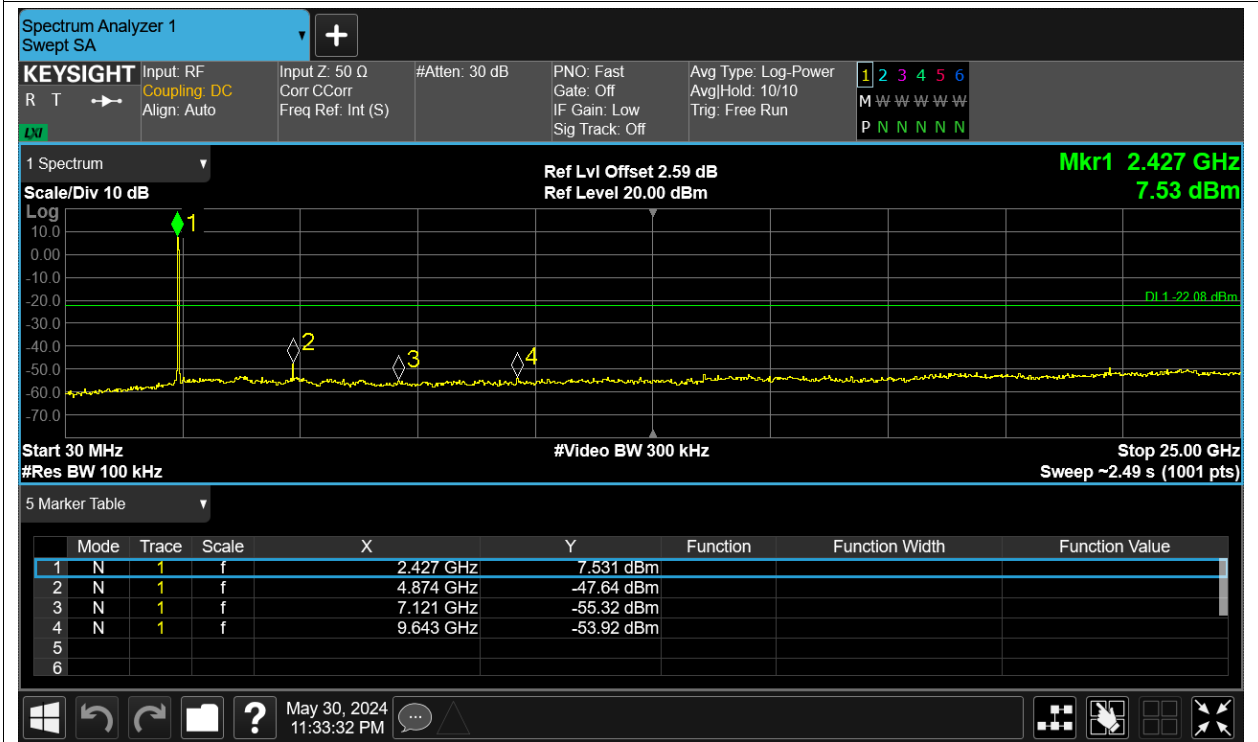 Spectrum Analyzer 1
Swept SA
+
KEYSIGHT Input: RF Input Z: 50 Ω #Atten: 30 dB PNO: Fast Avg Type: Log-Power 1 2 3 4 5 6
R T Coupling: DC Corr CCorr Gate: Off Avg|Hold: 10/10 M W W W W W
Align: Auto Freq Ref: Int (S) IF Gain: Low Trig: Free Run
LXI Sig Track: Off P N N N N N
1 Spectrum Ref Lvl Offset 2.59 dB Mkr1 2.427 GHz
Scale/Div 10 dB Ref Level 20.00 dBm 7.53 dBm
Log
1
10.0
0.00
-10.0
-20.0 DL1 -22.08 dBm
-30.0
-40.0 2
-50.0 3 4
-60.0
-70.0
Start 30 MHz #Video BW 300 kHz Stop 25.00 GHz
#Res BW 100 kHz Sweep ~2.49 s (1001 pts)
5 Marker Table
Mode Trace Scale X Y Function Function Width Function Value
1 N 1 f 2.427 GHz 7.531 dBm
2 N 1 f 4.874 GHz -47.64 dBm
3 N 1 f 7.121 GHz -55.32 dBm
4 N 1 f 9.643 GHz -53.92 dBm
5
6
? May 30, 2024
11:33:32 PM